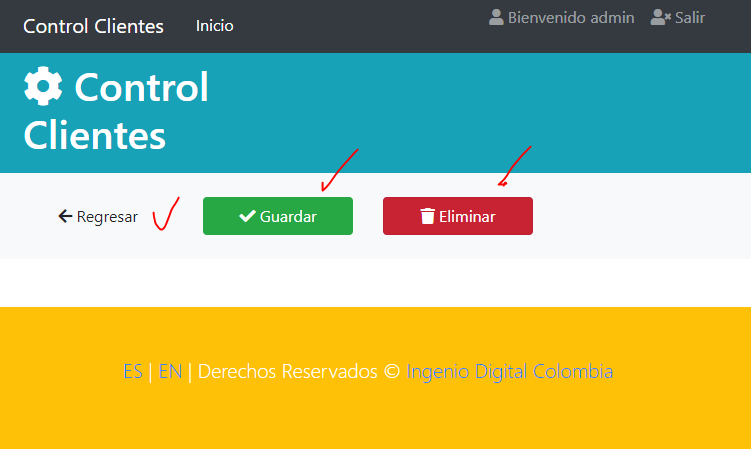 Control Clientes Inicio Bienvenido admin Salir
Control
Clientes
Regresar Guardar Eliminar
ES | EN | Derechos Reservados © Ingenio Digital Colombia